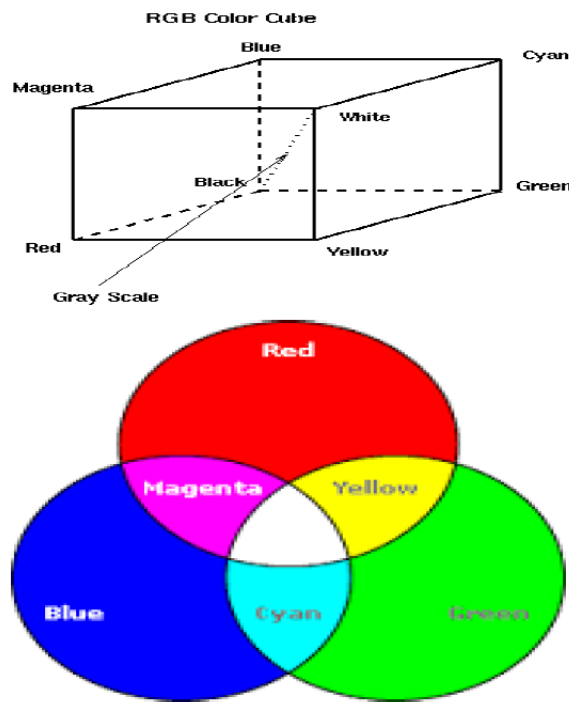 RGB Color Cube
Blue
Cyan
Magenta
White
Black
Green
Red
Yellow
Gray Scale
Red
Magenta
Yellow
Blue
Cyan
Green